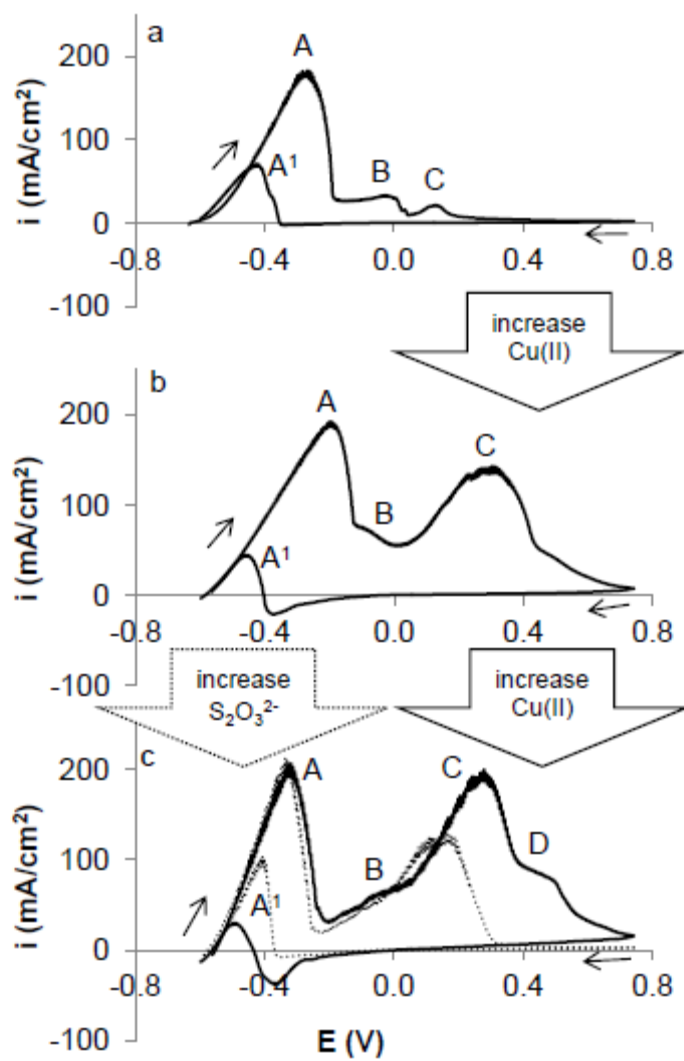 a
A
A¹
B
C
i (mA/cm²)
200
100
0
-100
-0.8
-0.4
0.0
0.4
0.8
increase
Cu(II)
b
A
A¹
B
C
i (mA/cm²)
200
100
0
-100
-0.8
-0.4
0.0
0.4
0.8
increase
S₂O₃²⁻
increase
Cu(II)
c
A
A¹
B
C
D
i (mA/cm²)
200
100
0
-100
-0.8
-0.4
0.0
0.4
0.8
E (V)